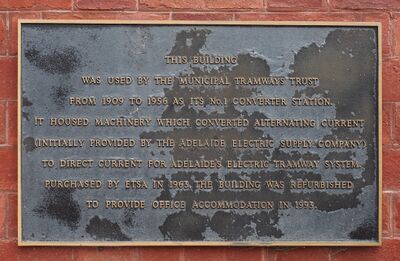 THIS BUILDING
WAS USED BY THE MUNICIPAL TRAMWAYS TRUST
FROM 1909 TO 1956 AS ITS No.1 CONVERTER STATION.
IT HOUSED MACHINERY WHICH CONVERTED ALTERNATING CURRENT
(INITIALLY PROVIDED BY THE ADELAIDE ELECTRIC SUPPLY COMPANY)
TO DIRECT CURRENT FOR ADELAIDE'S ELECTRIC TRAMWAY SYSTEM.
PURCHASED BY ETSA IN 1963, THE BUILDING WAS REFURBISHED
TO PROVIDE OFFICE ACCOMMODATION IN 1993.